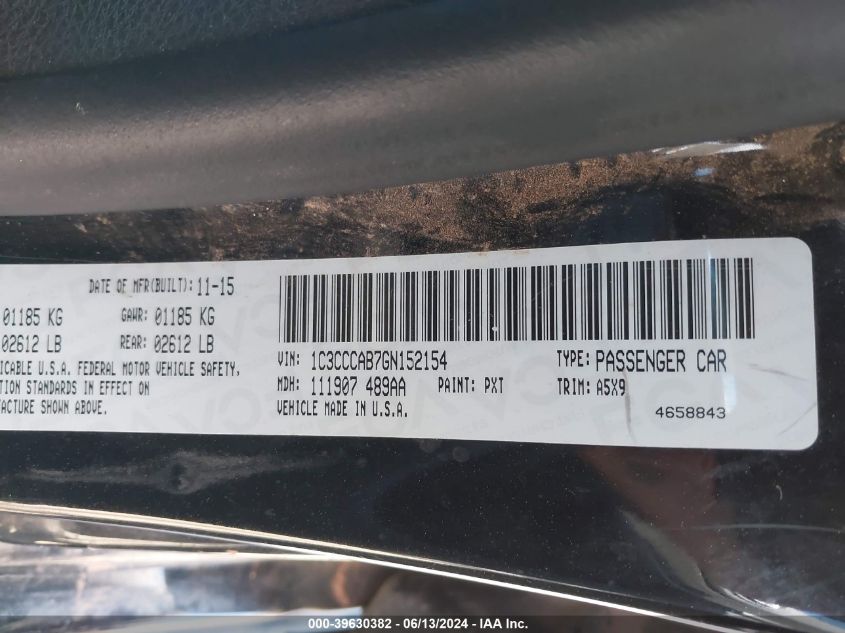 DATE OF MFR(BUILT): 11-15
01185 KG GAWR: 01185 KG
02612 LB REAR: 02612 LB
ICABLE U.S.A. FEDERAL MOTOR VEHICLE SAFETY,
TION STANDARDS IN EFFECT ON
FACTURE SHOWN ABOVE.
VIN: 1C3CCCAB7GN152154 TYPE: PASSENGER CAR
MDH: 111907 489AA PAINT: PXT TRIM: A5X9
VEHICLE MADE IN U.S.A.
4658843
000-39630382 - 06/13/2024 - IAA Inc.